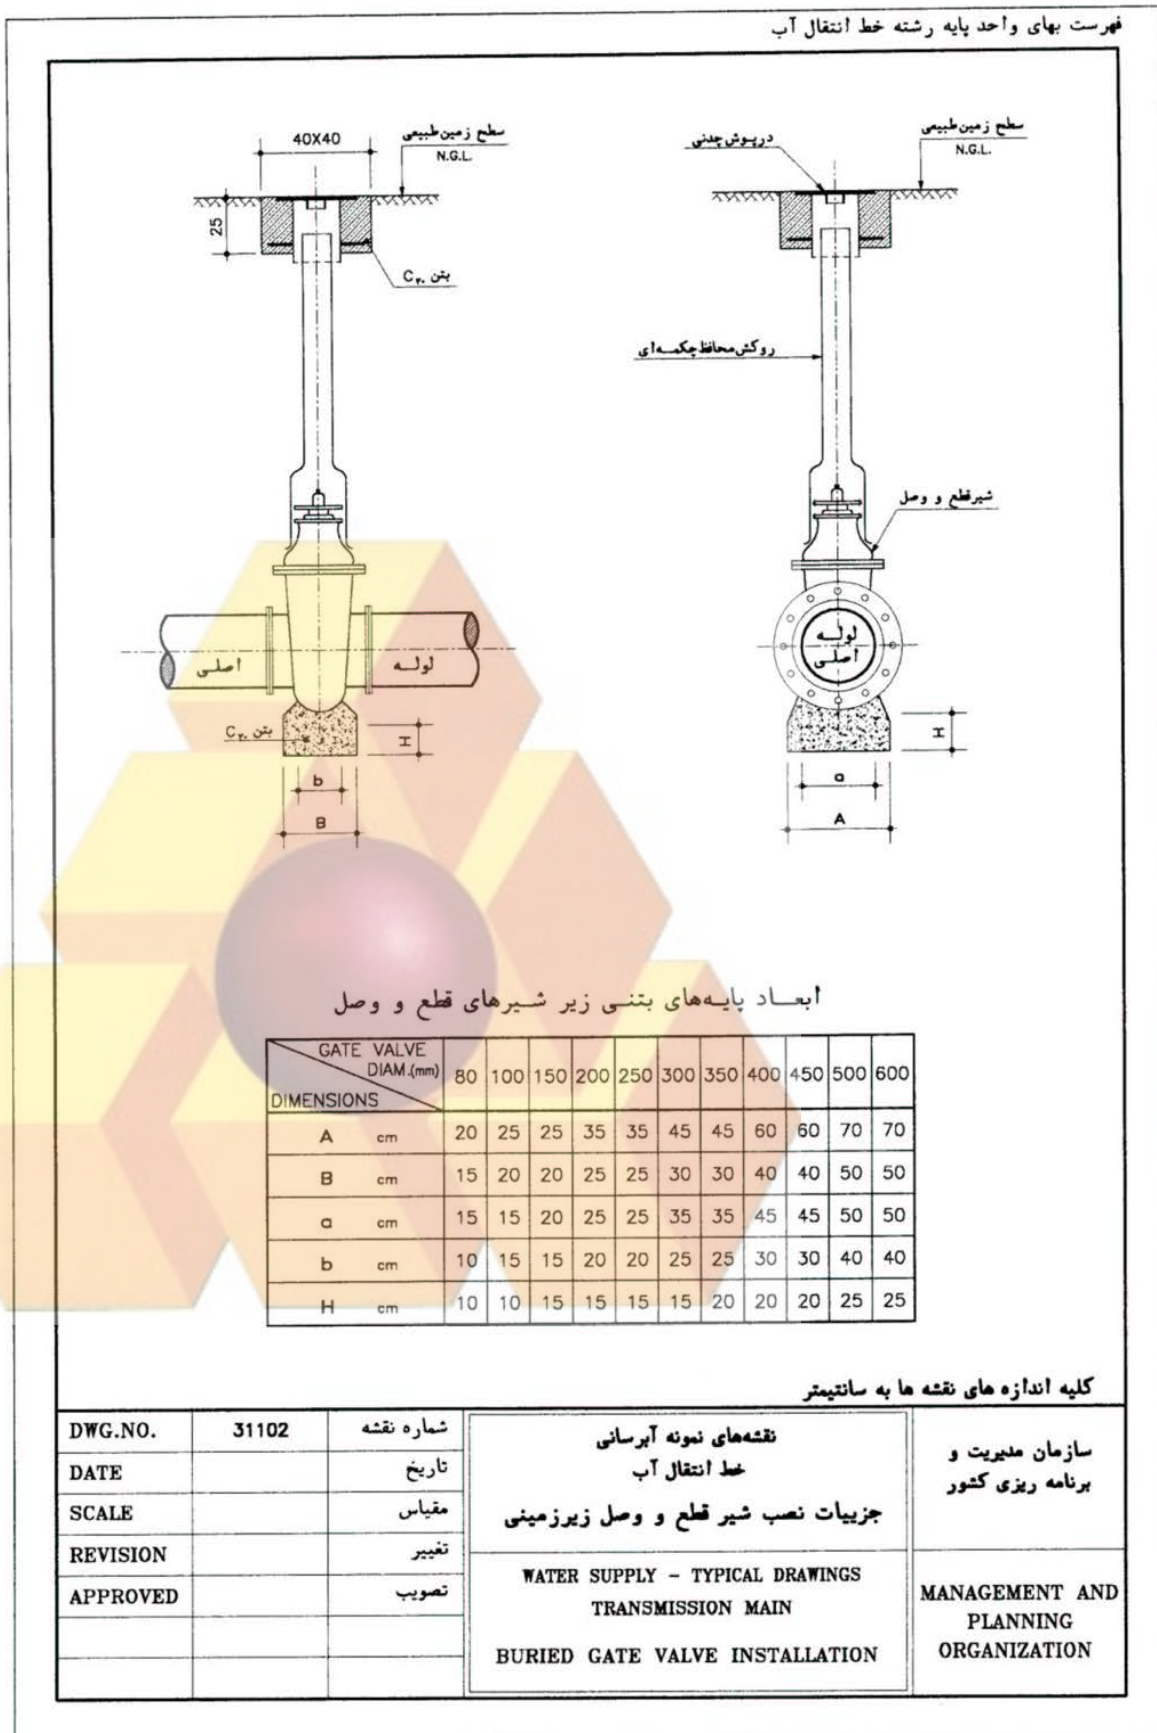 فهرست بهای واحد پایه رشته خط انتقال آب
40X40
سطح زمین‌طبیعی
N.G.L.
25
بتن C۲۰
درپوش‌چدنی
سطح زمین‌طبیعی
N.G.L.
روکش‌محافظ‌چکمه‌ای
شیرقطع و وصل
لوله اصلی
بتن C۲۰
H
b
B
لوله
اصلی
H
a
A
ابعاد پایه‌های بتنی زیر شیرهای قطع و وصل
GATE VALVE DIAM.(mm) 80 100 150 200 250 300 350 400 450 500 600
DIMENSIONS
A cm 20 25 25 35 35 45 45 60 60 70 70
B cm 15 20 20 25 25 30 30 40 40 50 50
a cm 15 15 20 25 25 35 35 45 45 50 50
b cm 10 15 15 20 20 25 25 30 30 40 40
H cm 10 10 15 15 15 15 20 20 20 25 25
کلیه اندازه های نقشه ها به سانتیمتر
DWG.NO. 31102 شماره نقشه
DATE تاریخ
SCALE مقیاس
REVISION تغییر
APPROVED تصویب
نقشه‌های نمونه آبرسانی
خط انتقال آب
جزییات نصب شیر قطع و وصل زیرزمینی
WATER SUPPLY – TYPICAL DRAWINGS
TRANSMISSION MAIN
BURIED GATE VALVE INSTALLATION
سازمان مدیریت و
برنامه ریزی کشور
MANAGEMENT AND
PLANNING
ORGANIZATION